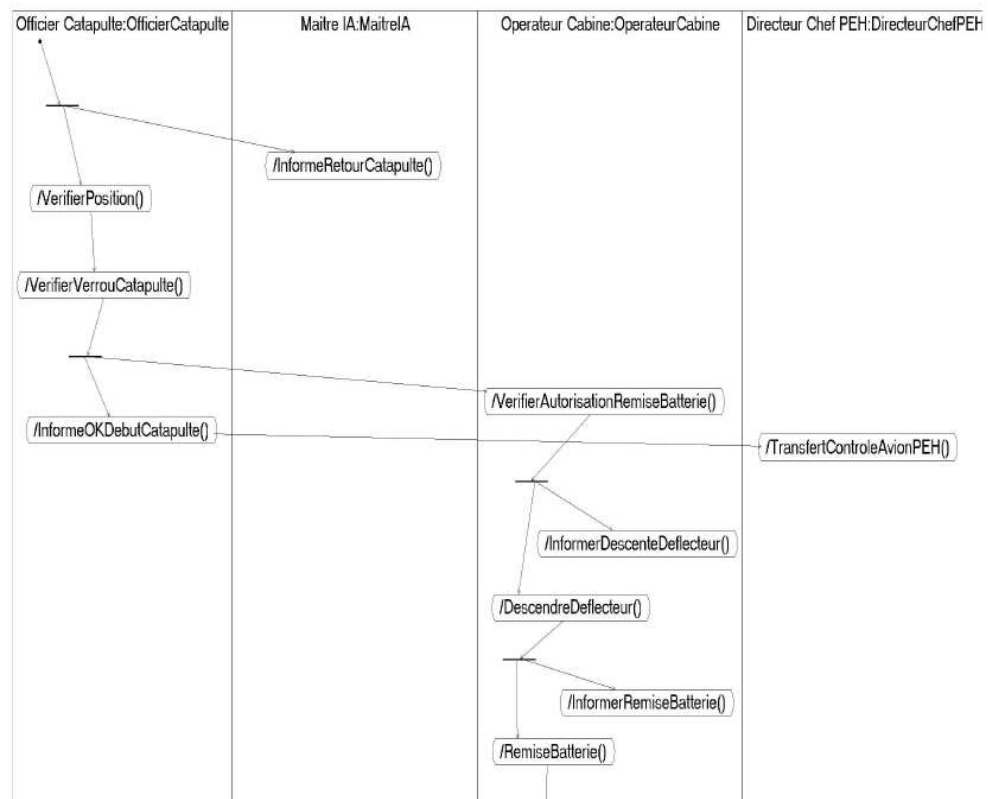 Officier Catapulte:OfficierCatapulte
Maitre IA:MaitreIA
Operateur Cabine:OperateurCabine
Directeur Chef PEH:DirecteurChefPEH
/InformeRetourCatapulte()
/VerifierPosition()
/VerifierVerrouCatapulte()
/VerifierAutorisationRemiseBatterie()
/InformeOKDebutCatapulte()
/TransfertControleAvionPEH()
/InformerDescenteDeflecteur()
/DescendreDeflecteur()
/InformerRemiseBatterie()
/RemiseBatterie()